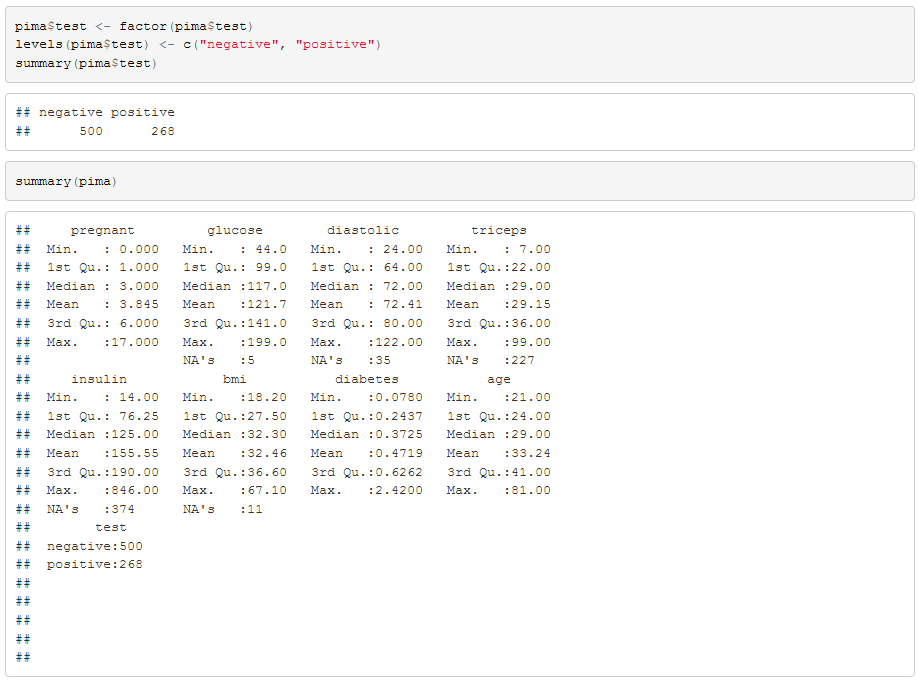 pima$test <- factor(pima$test)
levels(pima$test) <- c("negative", "positive")
summary(pima$test)
## negative positive
##      500      268
summary(pima)
##     pregnant         glucose        diastolic         triceps
##  Min.   : 0.000   Min.   : 44.0   Min.   : 24.00   Min.   : 7.00
##  1st Qu.: 1.000   1st Qu.: 99.0   1st Qu.: 64.00   1st Qu.:22.00
##  Median : 3.000   Median :117.0   Median : 72.00   Median :29.00
##  Mean   : 3.845   Mean   :121.7   Mean   : 72.41   Mean   :29.15
##  3rd Qu.: 6.000   3rd Qu.:141.0   3rd Qu.: 80.00   3rd Qu.:36.00
##  Max.   :17.000   Max.   :199.0   Max.   :122.00   Max.   :99.00
##                   NA's   :5       NA's   :35       NA's   :227
##     insulin            bmi           diabetes           age
##  Min.   : 14.00   Min.   :18.20   Min.   :0.0780   Min.   :21.00
##  1st Qu.: 76.25   1st Qu.:27.50   1st Qu.:0.2437   1st Qu.:24.00
##  Median :125.00   Median :32.30   Median :0.3725   Median :29.00
##  Mean   :155.55   Mean   :32.46   Mean   :0.4719   Mean   :33.24
##  3rd Qu.:190.00   3rd Qu.:36.60   3rd Qu.:0.6262   3rd Qu.:41.00
##  Max.   :846.00   Max.   :67.10   Max.   :2.4200   Max.   :81.00
##  NA's   :374      NA's   :11
##        test
##  negative:500
##  positive:268
##
##
##
##
##